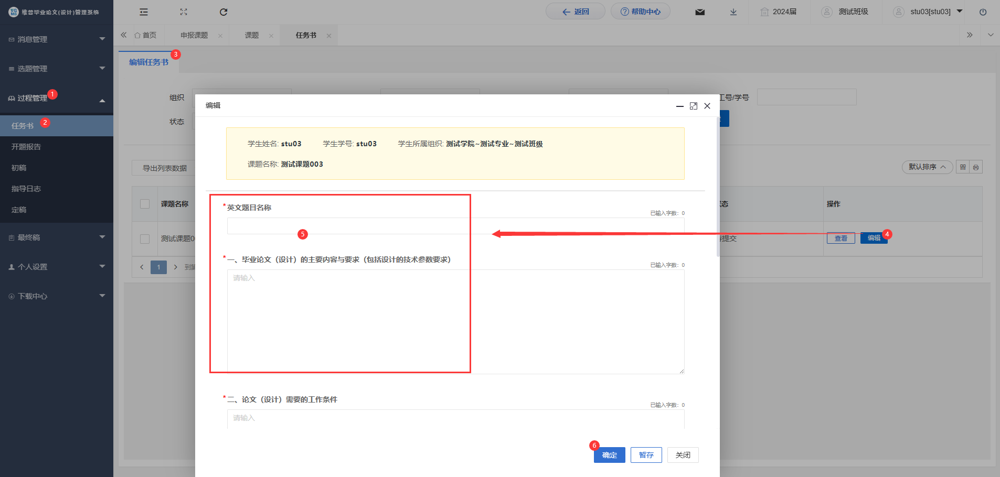 VG
MS
维普毕业论文(设计)管理系统
返回
帮助中心
2024届
测试班级
stu03[stu03]
首页
申报课题
课题
任务书
消息管理
选题管理
过程管理
1
任务书
2
开题报告
初稿
指导日志
定稿
最终稿
个人设置
下载中心
编辑任务书
3
组织
工号/学号
状态
导出列表数据
默认排序
课题名称
状态
操作
测试课题0
待提交
查看
编辑
4
1
到第
编辑
学生姓名: stu03
学生学号: stu03
学生所属组织: 测试学院~测试专业~测试班级
课题名称: 测试课题003
*英文题目名称
已输入字数: 0
5
*一、毕业论文（设计）的主要内容与要求（包括设计的技术参数要求）
已输入字数: 0
请输入
*二、论文（设计）需要的工作条件
已输入字数: 0
请输入
6
确定
暂存
关闭